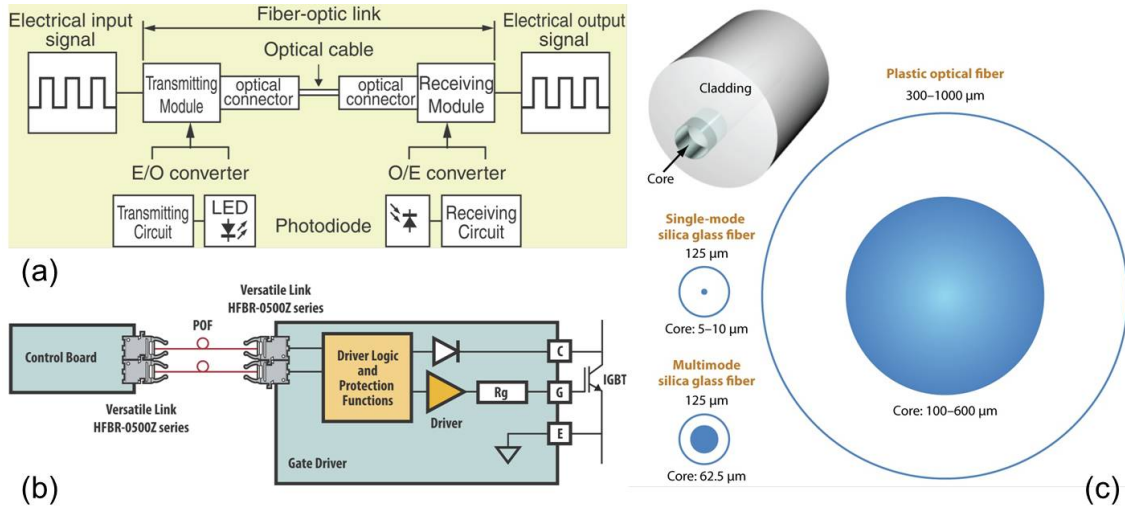 Electrical input
signal
Fiber-optic link
Electrical output
signal
Optical cable
Transmitting
Module
optical
connector
optical
connector
Receiving
Module
E/O converter
O/E converter
Transmitting
Circuit
LED
Photodiode
Receiving
Circuit
(a)
Versatile Link
HFBR-0500Z series
POF
Control Board
Versatile Link
HFBR-0500Z series
Driver Logic
and
Protection
Functions
Driver
Rg
C
G
E
IGBT
Gate Driver
(b)
Cladding
Core
Plastic optical fiber
300–1000 µm
Core: 100–600 µm
Single-mode
silica glass fiber
125 µm
Core: 5–10 µm
Multimode
silica glass fiber
125 µm
Core: 62.5 µm
(c)